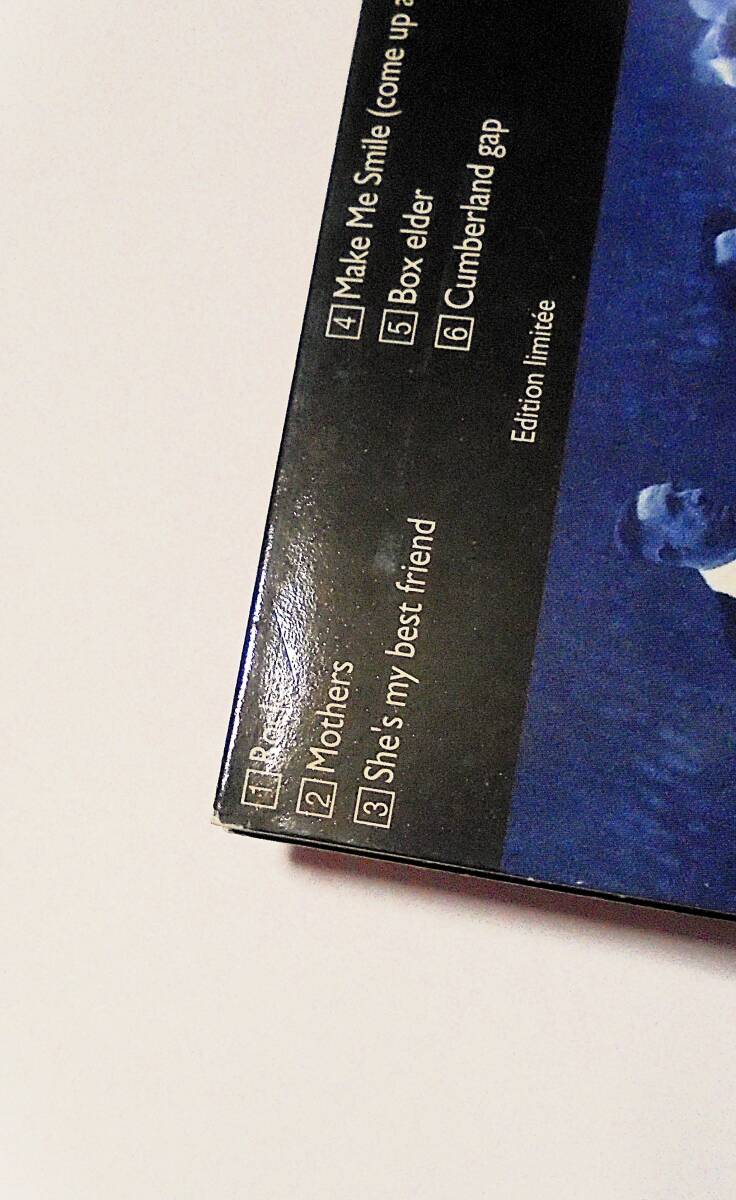 1
2 Mothers
3 She's my best friend
4 Make Me Smile (come up a
5 Box elder
6 Cumberland gap
Edition limitée